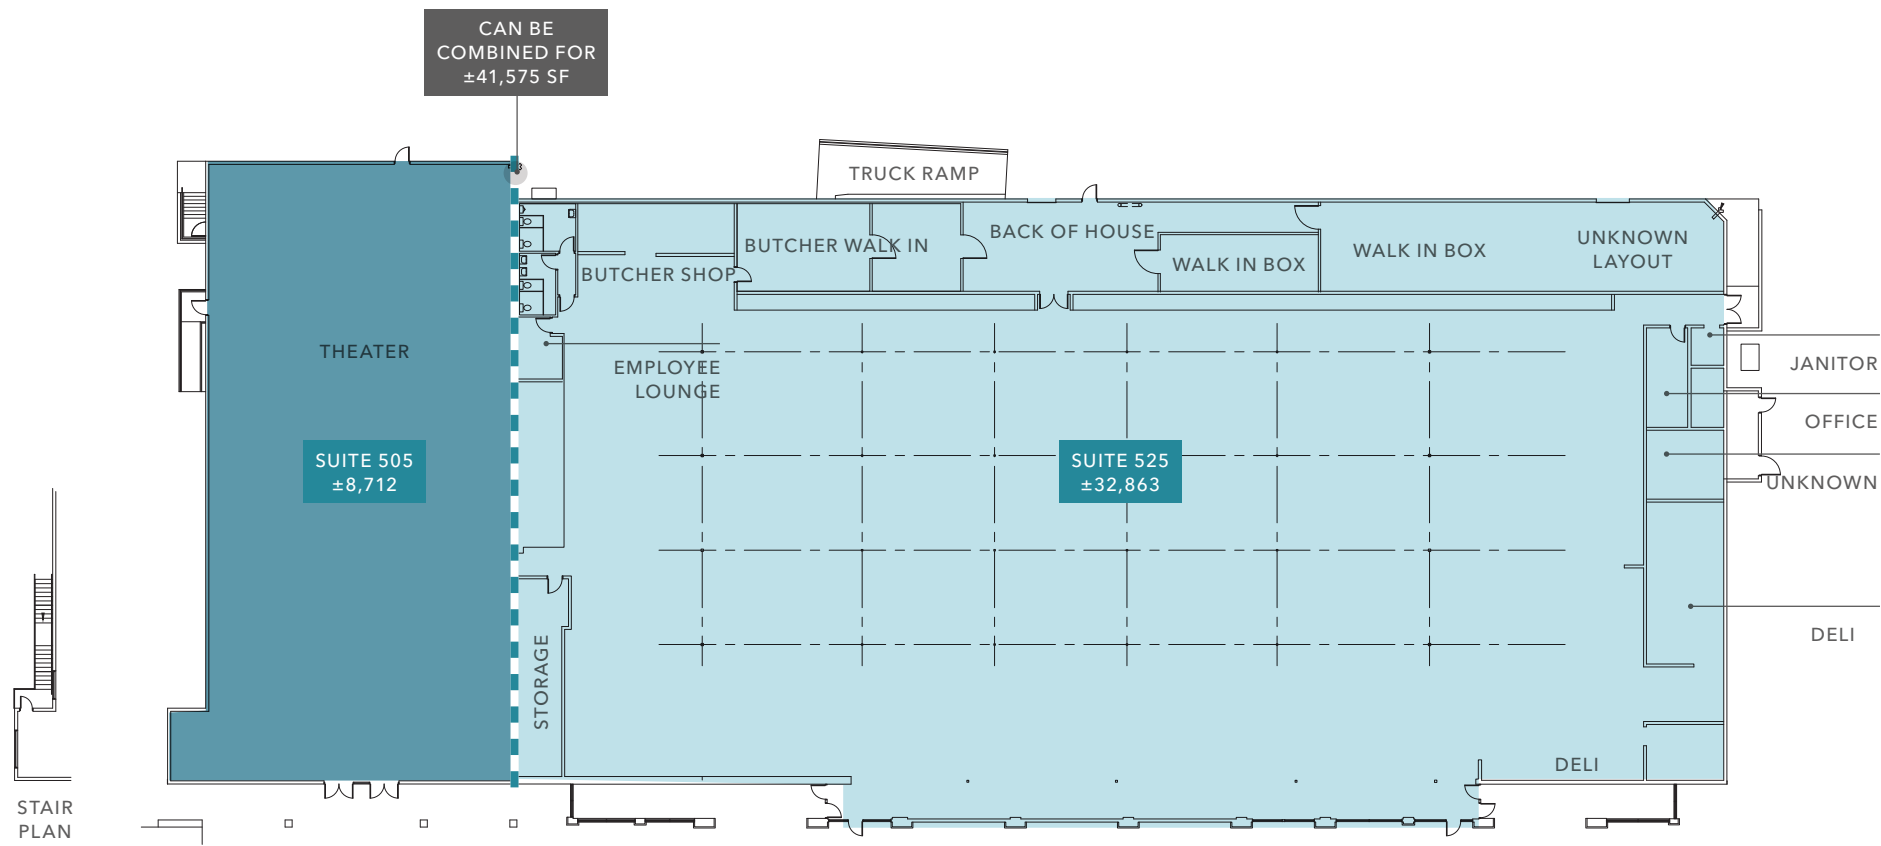 CAN BE
COMBINED FOR
±41,575 SF
TRUCK RAMP
BUTCHER WALK IN
BACK OF HOUSE
WALK IN BOX
WALK IN BOX
UNKNOWN
LAYOUT
BUTCHER SHOP
THEATER
EMPLOYEE
LOUNGE
JANITOR
OFFICE
UNKNOWN
SUITE 505
±8,712
SUITE 525
±32,863
DELI
STORAGE
DELI
STAIR
PLAN